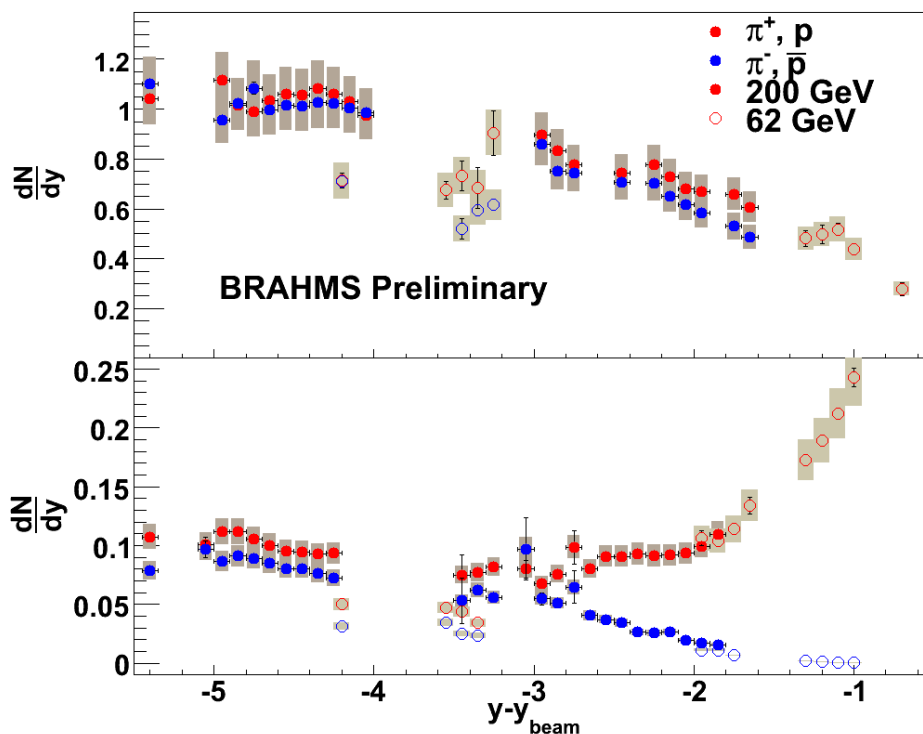 π⁺, p
π⁻, p̅
200 GeV
62 GeV
dN
dy
1.2
1
0.8
0.6
0.4
0.2
BRAHMS Preliminary
dN
dy
0.25
0.2
0.15
0.1
0.05
0
-5 -4 -3 -2 -1
y-y_beam